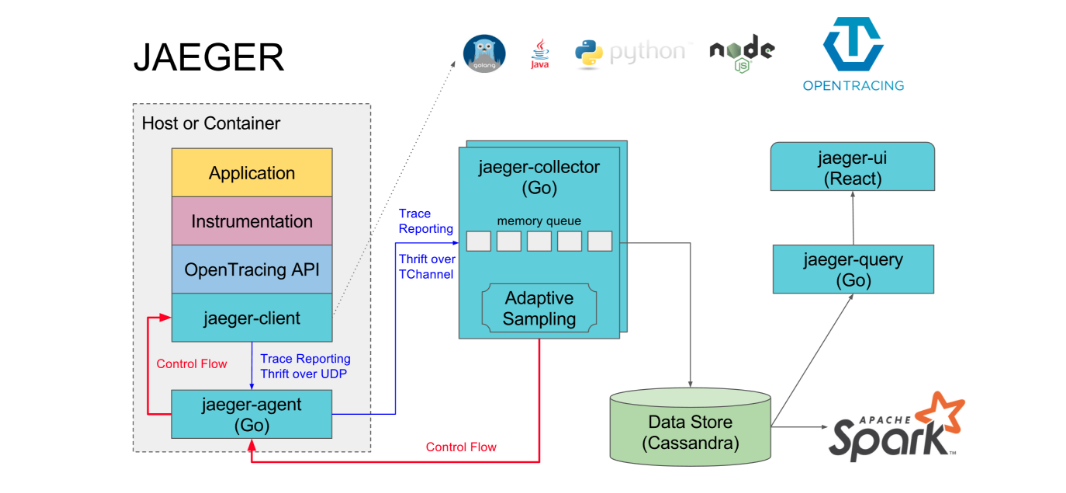 JAEGER
golang
Java
python
node
JS
OPENTRACING
Host or Container
Application
Instrumentation
OpenTracing API
jaeger-client
Control Flow
Trace Reporting
Thrift over UDP
jaeger-agent
(Go)
Trace
Reporting
Thrift over
TChannel
jaeger-collector
(Go)
memory queue
Adaptive
Sampling
Control Flow
jaeger-ui
(React)
jaeger-query
(Go)
Data Store
(Cassandra)
APACHE
Spark™